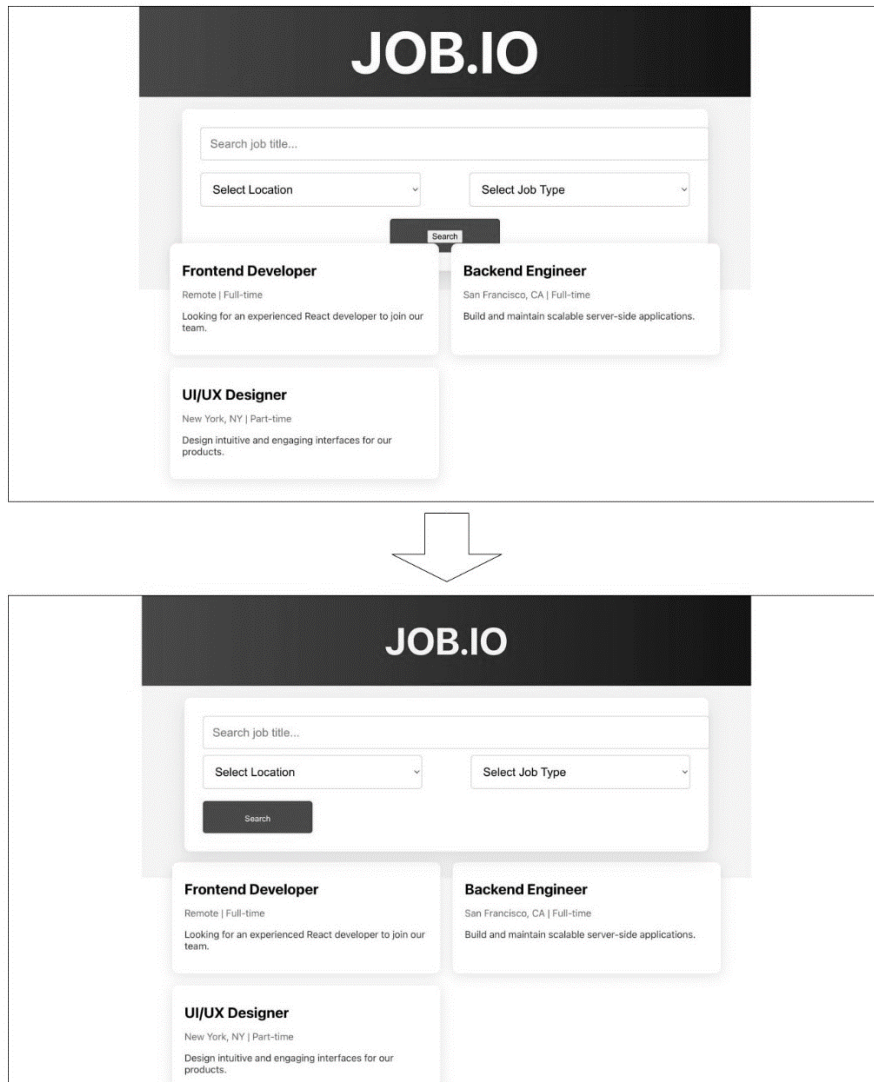 JOB.IO
Search job title...
Select Location
Select Job Type
Search
Frontend Developer
Remote | Full-time
Looking for an experienced React developer to join our
team.
Backend Engineer
San Francisco, CA | Full-time
Build and maintain scalable server-side applications.
UI/UX Designer
New York, NY | Part-time
Design intuitive and engaging interfaces for our
products.
JOB.IO
Search job title...
Select Location
Select Job Type
Search
Frontend Developer
Remote | Full-time
Looking for an experienced React developer to join our
team.
Backend Engineer
San Francisco, CA | Full-time
Build and maintain scalable server-side applications.
UI/UX Designer
New York, NY | Part-time
Design intuitive and engaging interfaces for our
products.